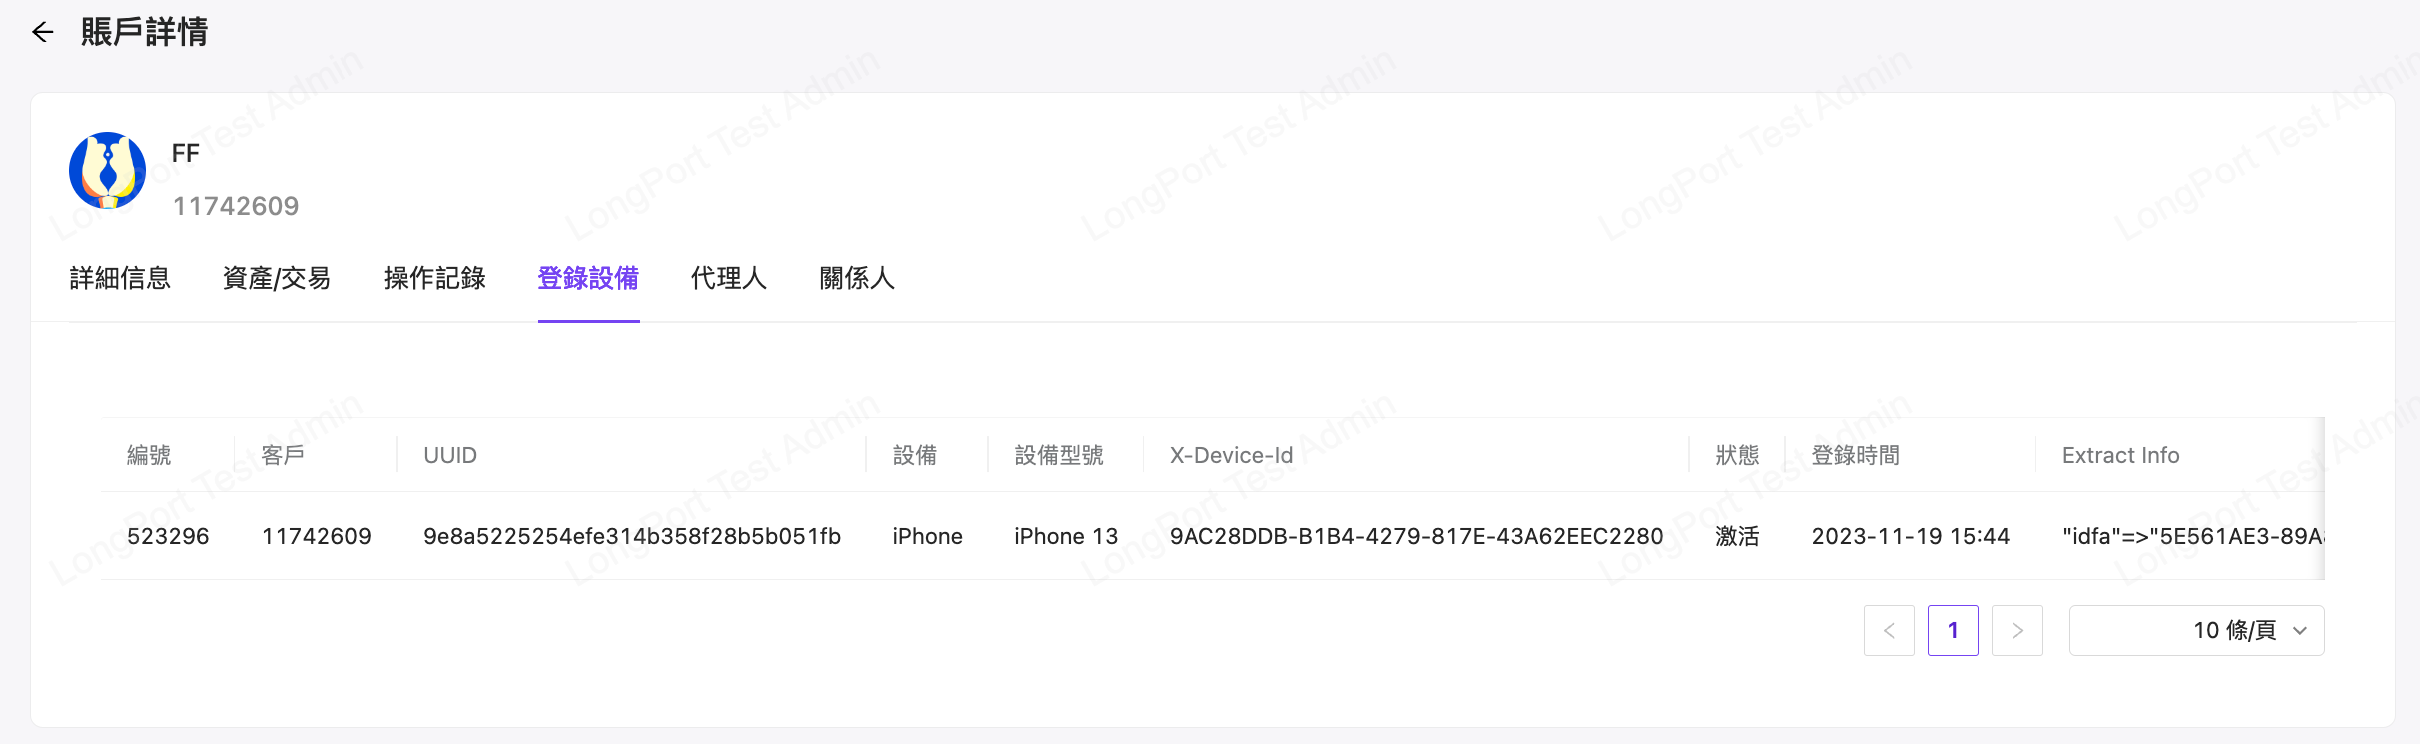 賬戶詳情
FF
11742609
詳細信息 資產/交易 操作記錄 登錄設備 代理人 關係人
編號 客戶 UUID 設備 設備型號 X-Device-Id 狀態 登錄時間 Extract Info
523296 11742609 9e8a5225254efe314b358f28b5b051fb iPhone iPhone 13 9AC28DDB-B1B4-4279-817E-43A62EEC2280 激活 2023-11-19 15:44 "idfa"=>"5E561AE3-89A
1 10 條/頁
LongPort Test Admin